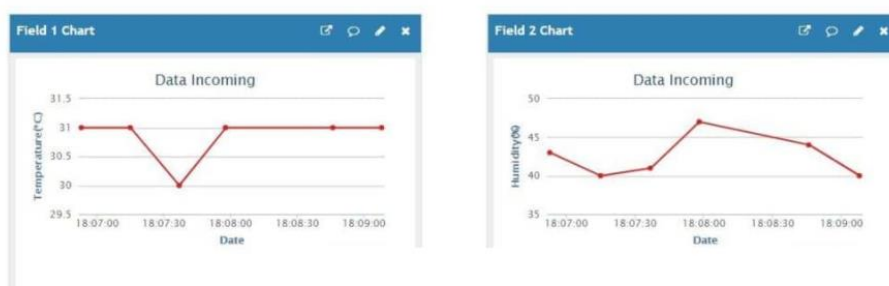 Field 1 Chart
Data Incoming
31.5
31
30.5
30
29.5
Temperature(°C)
18:07:00 18:07:30 18:08:00 18:08:30 18:09:00
Date
Field 2 Chart
Data Incoming
50
45
40
35
Humidity(%)
18:07:00 18:07:30 18:08:00 18:08:30 18:09:00
Date